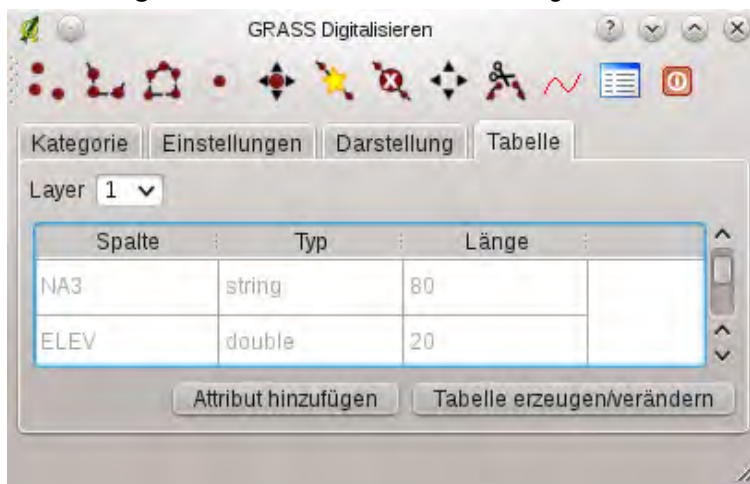 GRASS Digitalisieren
Kategorie Einstellungen Darstellung Tabelle
Layer 1
Spalte Typ Länge
NA3 string 80
ELEV double 20
Attribut hinzufügen Tabelle erzeugen/verändern